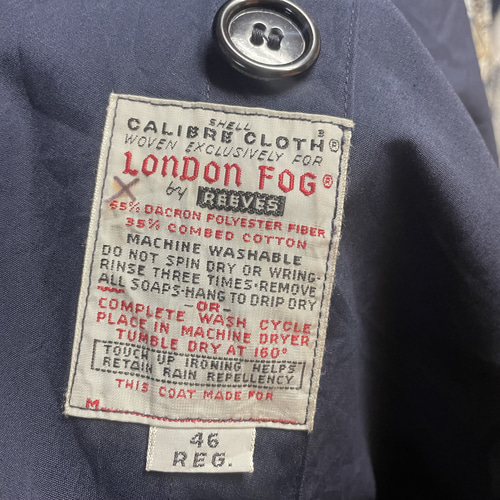 SHELL
CALIBRE CLOTH B ®
WOVEN EXCLUSIVELY FOR
LONDON FOG®
by REEVES
65% DACRON POLYESTER FIBER
35% COMBED COTTON
MACHINE WASHABLE
DO NOT SPIN DRY OR WRING·
RINSE THREE TIMES·REMOVE
ALL SOAPS·HANG TO DRIP DRY
—OR—
COMPLETE WASH CYCLE
PLACE IN MACHINE DRYER
TUMBLE DRY AT 160°
TOUCH UP IRONING HELPS
RETAIN RAIN REPELLENCY
THIS COAT MADE FOR
M
46
REG.